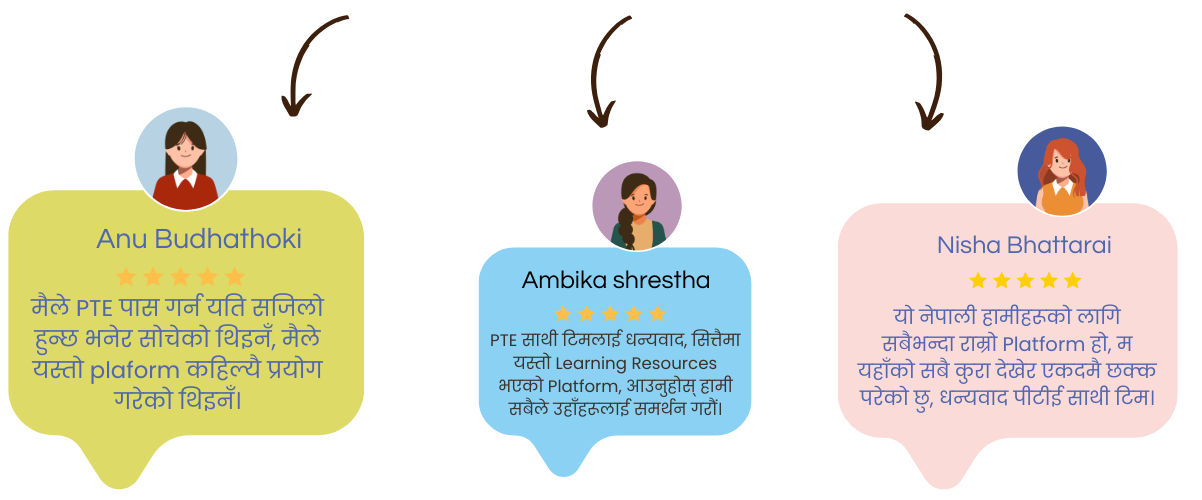 Anu Budhathoki
मैले PTE पास गर्न यति सजिलो
हुन्छ भनेर सोचेको थिइनँ, मैले
यस्तो plaform कहिल्यै प्रयोग
गरेको थिइनँ।
Ambika shrestha
PTE साथी टिमलाई धन्यवाद, सित्तैमा
यस्तो Learning Resources
भएको Platform, आउनुहोस् हामी
सबैले उहाँहरूलाई समर्थन गरौं।
Nisha Bhattarai
यो नेपाली हामीहरूको लागि
सबैभन्दा राम्रो Platform हो, म
यहाँको सबै कुरा देखेर एकदमै छक्क
परेको छु, धन्यवाद पीटीई साथी टिम।